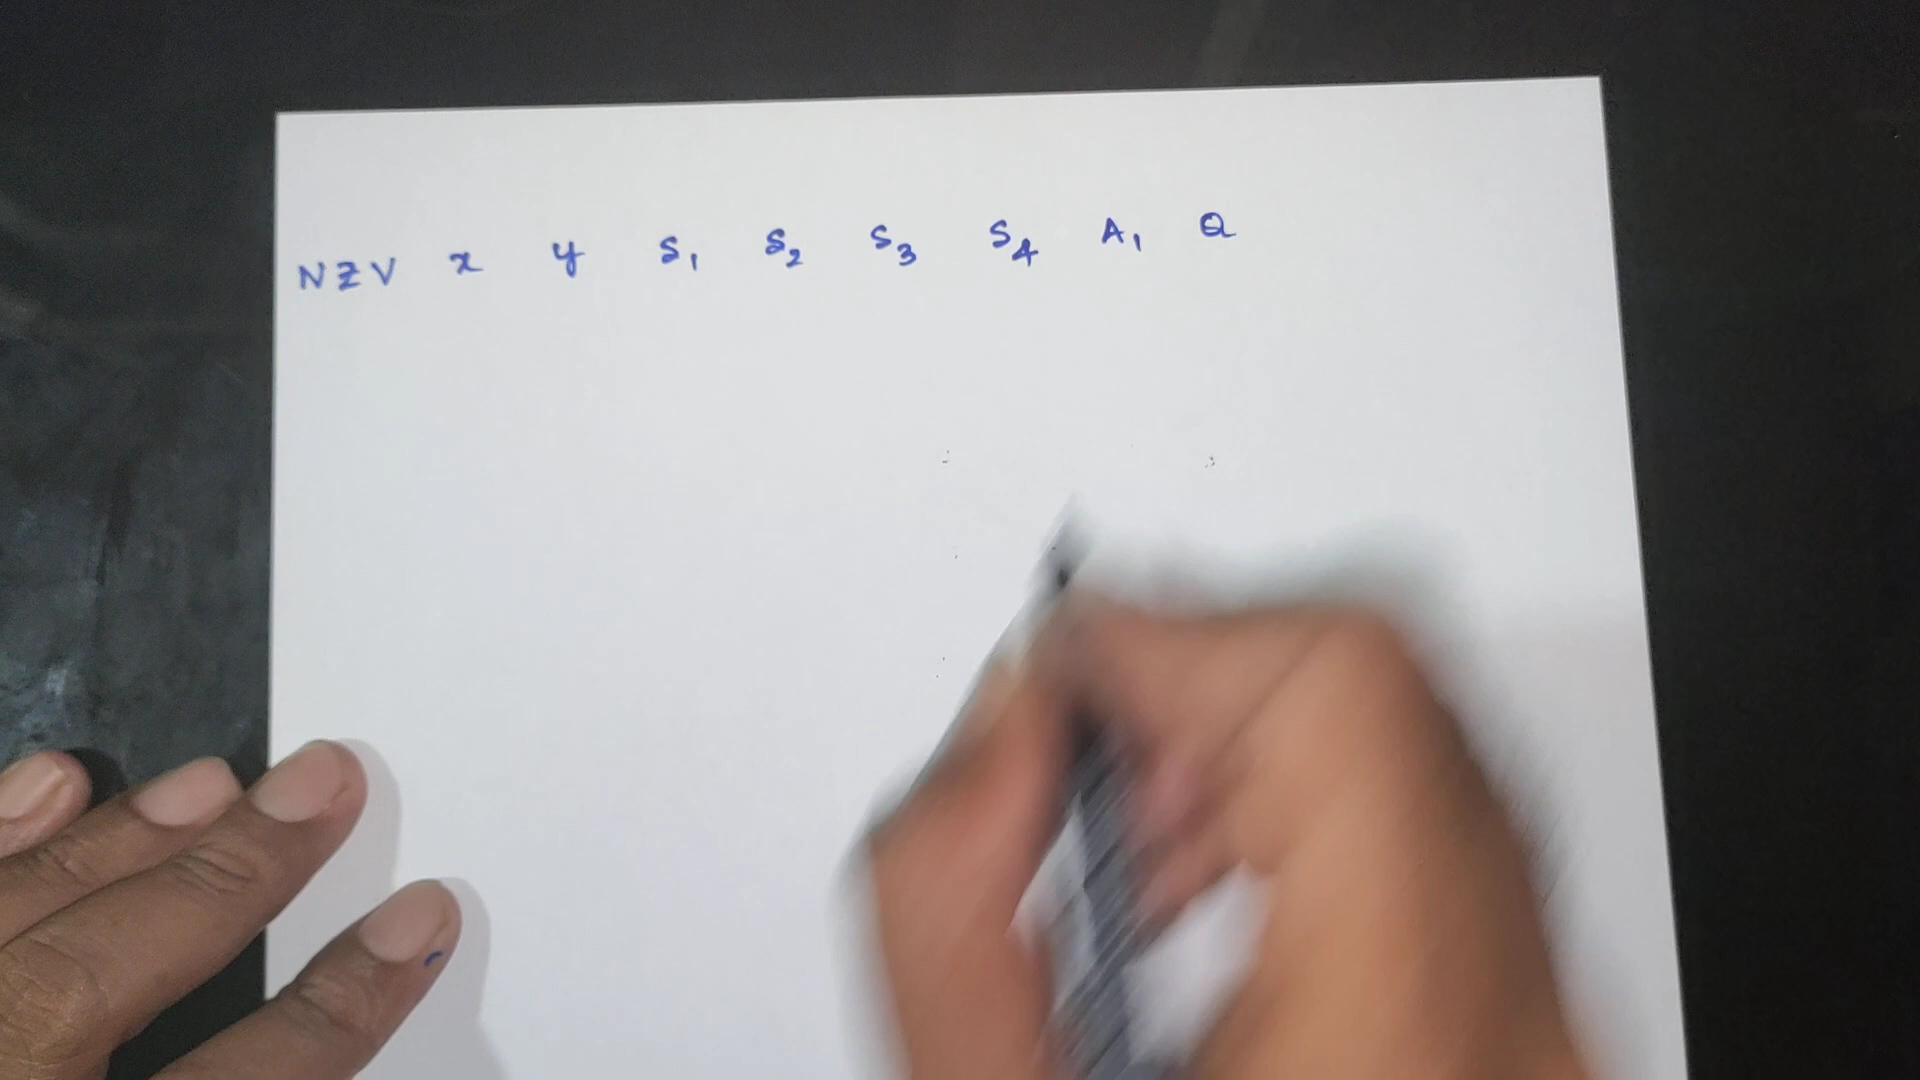 NZV x y S₁ S₂ S₃ S₄ A₁ Q